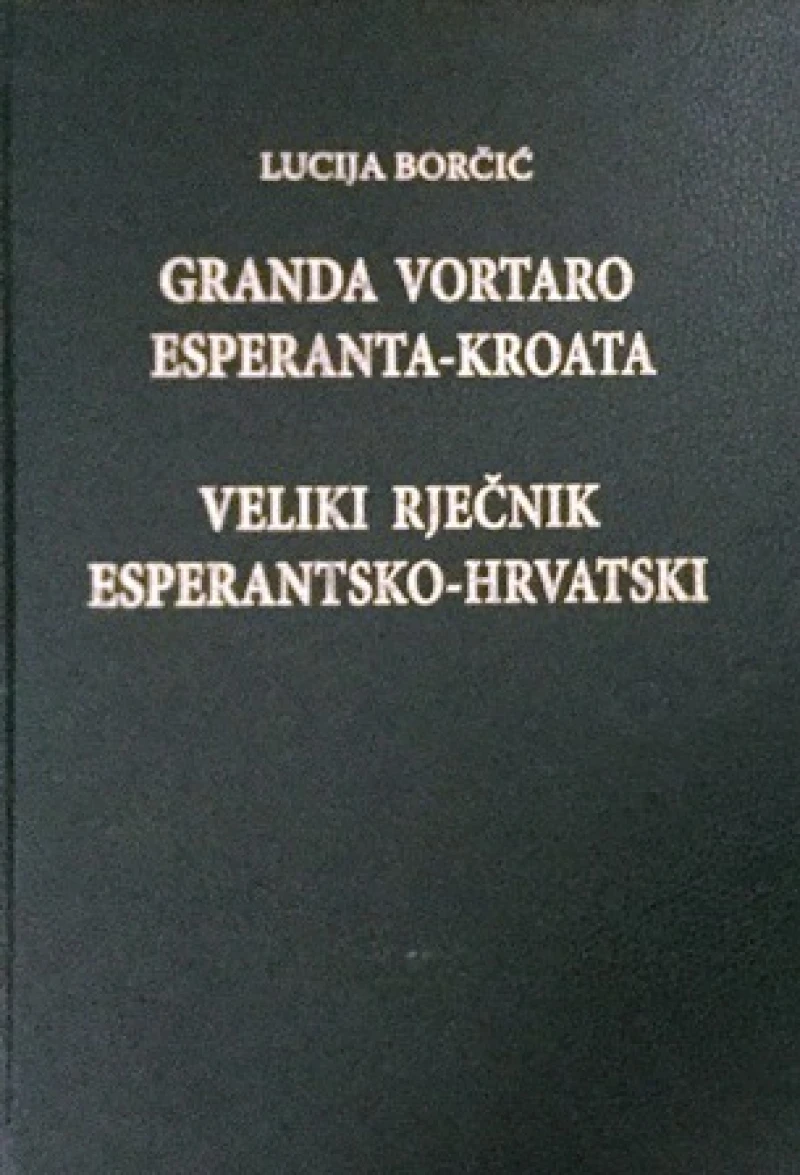 LUCIJA BORČIĆ
GRANDA VORTARO
ESPERANTA-KROATA
VELIKI RJEČNIK
ESPERANTSKO-HRVATSKI